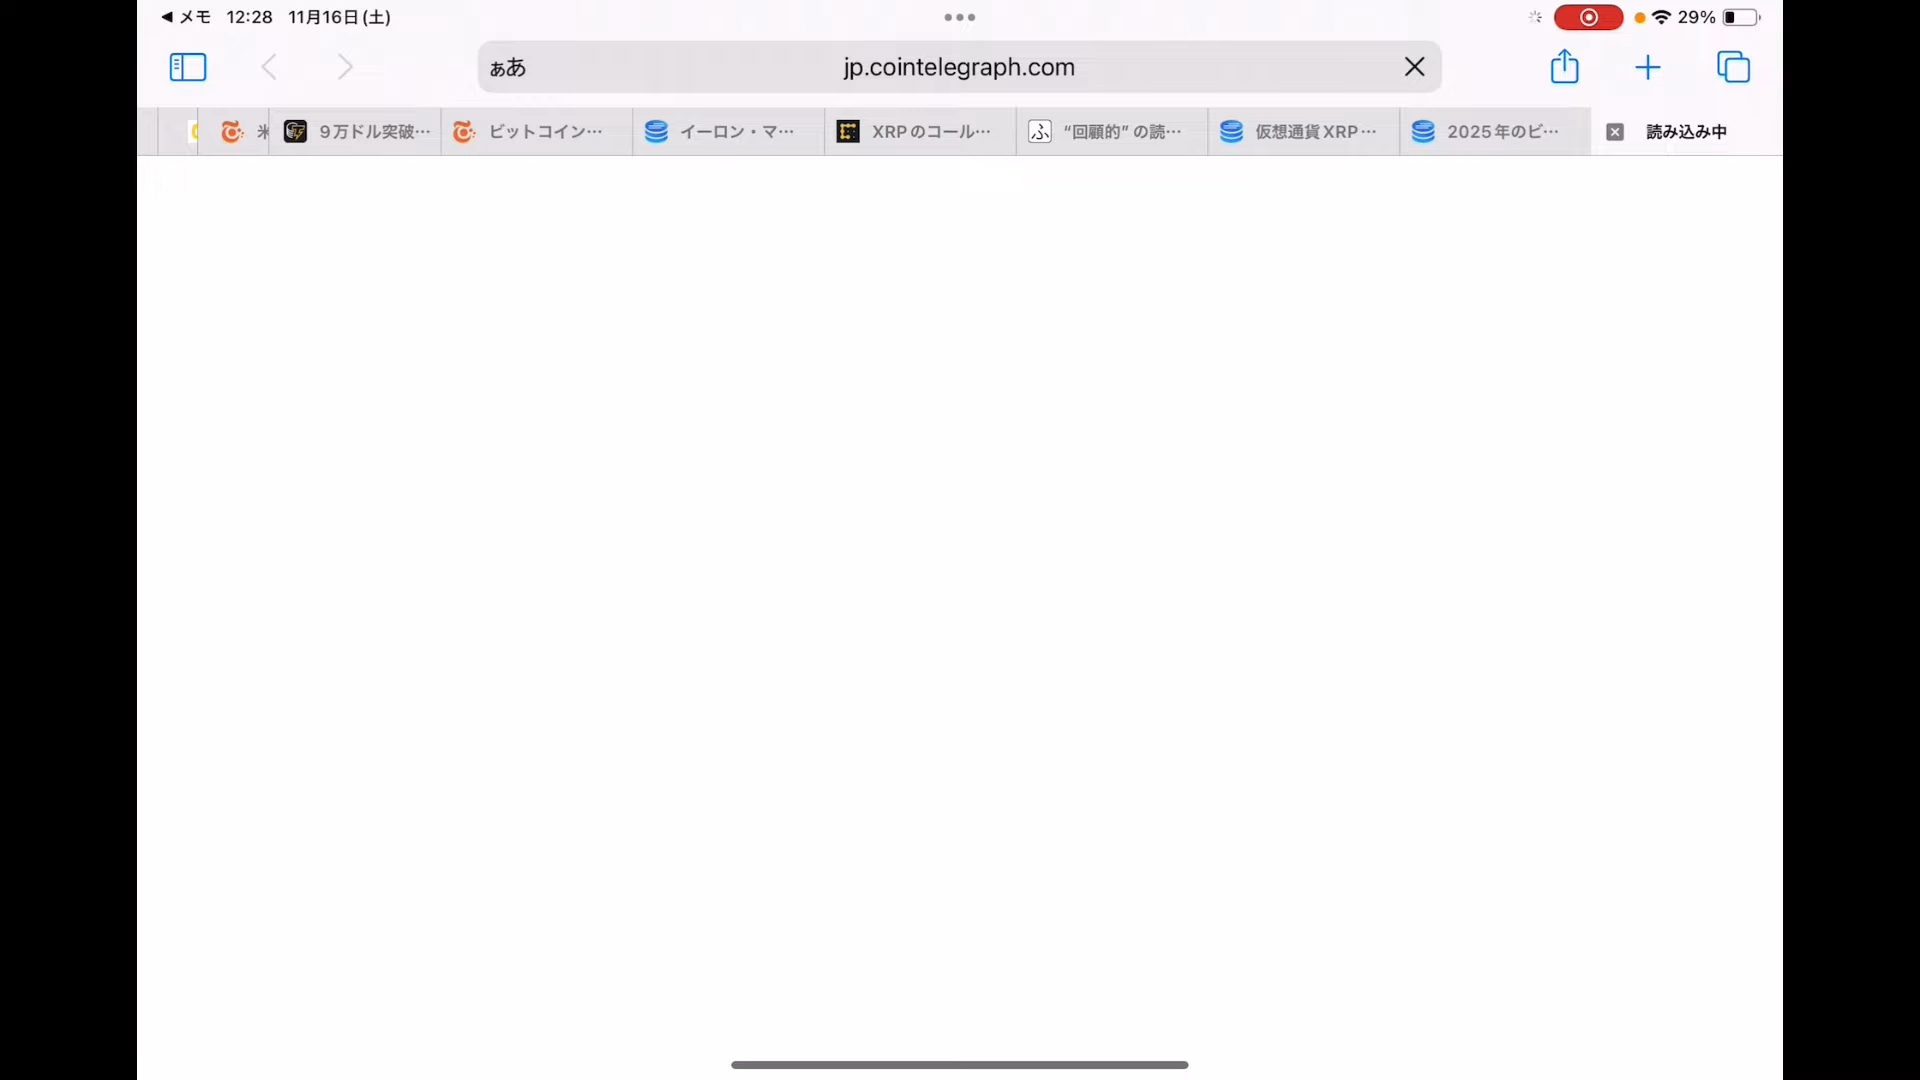 ◀ メモ 12:28 11月16日(土) 29%
ぁあ jp.cointelegraph.com
米 9万ドル突破… ビットコイン… イーロン・マ… XRPのコール… “回顧的”の読… 仮想通貨XRP… 2025年のビ… 読み込み中